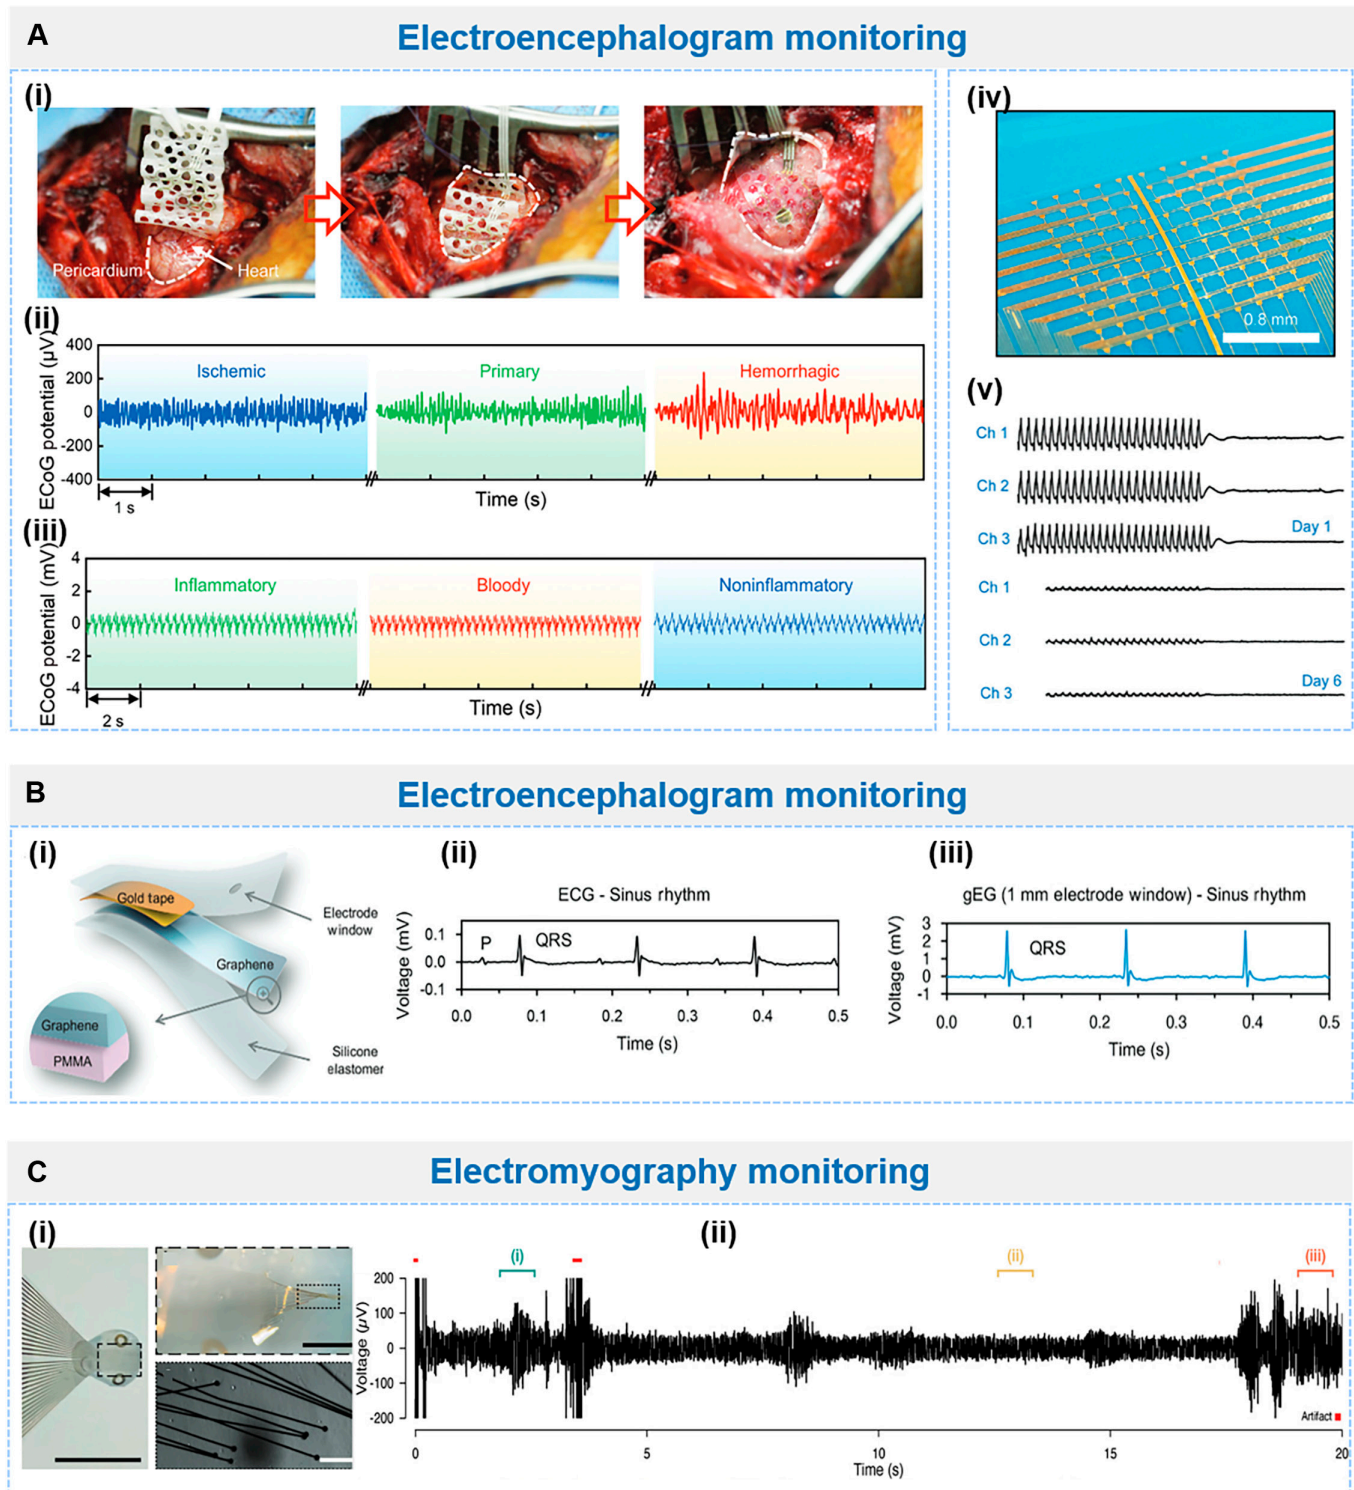 A
Electroencephalogram monitoring
(i)
Pericardium
Heart
(ii)
ECoG potential (µV)
400
200
0
-200
-400
Ischemic
Primary
Hemorrhagic
1 s
Time (s)
(iii)
ECoG potential (mV)
4
2
0
-2
-4
Inflammatory
Bloody
Noninflammatory
2 s
Time (s)
(iv)
0.8 mm
(v)
Ch 1
Ch 2
Ch 3
Day 1
Ch 1
Ch 2
Ch 3
Day 6
B
Electroencephalogram monitoring
(i)
Gold tape
Electrode
window
Graphene
Graphene
PMMA
Silicone
elastomer
(ii)
ECG - Sinus rhythm
Voltage (mV)
0.1
0.0
-0.1
P
QRS
0.0 0.1 0.2 0.3 0.4 0.5
Time (s)
(iii)
gEG (1 mm electrode window) - Sinus rhythm
Voltage (mV)
3
2
1
0
-1
QRS
0.0 0.1 0.2 0.3 0.4 0.5
Time (s)
C
Electromyography monitoring
(i)
(ii)
(i)
(ii)
(iii)
Voltage (µV)
200
100
0
-100
-200
Artifact
0 5 10 15 20
Time (s)